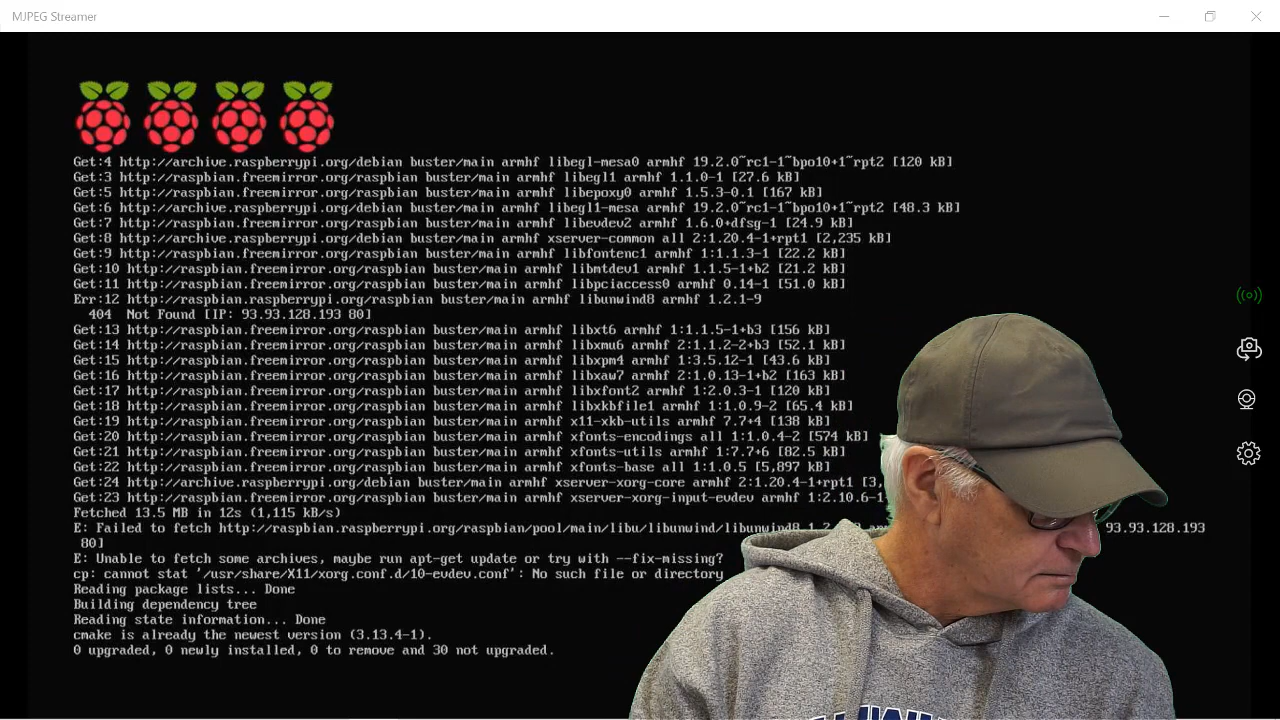 MJPEG Streamer
Get:4 http://archive.raspberrypi.org/debian buster/main armhf libegl-mesa0 armhf 19.2.0~rc1-1~bpo10+1~rpt2 [120 kB]
Get:3 http://raspbian.freemirror.org/raspbian buster/main armhf libegl1 armhf 1.1.0-1 [27.6 kB]
Get:5 http://raspbian.freemirror.org/raspbian buster/main armhf libepoxy0 armhf 1.5.3-0.1 [167 kB]
Get:6 http://archive.raspberrypi.org/debian buster/main armhf libegl1-mesa armhf 19.2.0~rc1-1~bpo10+1~rpt2 [48.3 kB]
Get:7 http://raspbian.freemirror.org/raspbian buster/main armhf libevdev2 armhf 1.6.0+dfsg-1 [24.9 kB]
Get:8 http://archive.raspberrypi.org/debian buster/main armhf xserver-common all 2:1.20.4-1+rpt1 [2,235 kB]
Get:9 http://raspbian.freemirror.org/raspbian buster/main armhf libfontenc1 armhf 1:1.1.3-1 [22.2 kB]
Get:10 http://raspbian.freemirror.org/raspbian buster/main armhf libmtdev1 armhf 1.1.5-1+b2 [21.2 kB]
Get:11 http://raspbian.freemirror.org/raspbian buster/main armhf libpciaccess0 armhf 0.14-1 [51.0 kB]
Err:12 http://raspbian.raspberrypi.org/raspbian buster/main armhf libunwind8 armhf 1.2.1-9
404 Not Found [IP: 93.93.128.193 80]
Get:13 http://raspbian.freemirror.org/raspbian buster/main armhf libxt6 armhf 1:1.1.5-1+b3 [156 kB]
Get:14 http://raspbian.freemirror.org/raspbian buster/main armhf libxmu6 armhf 2:1.1.2-2+b3 [52.1 kB]
Get:15 http://raspbian.freemirror.org/raspbian buster/main armhf libxpm4 armhf 1:3.5.12-1 [43.6 kB]
Get:16 http://raspbian.freemirror.org/raspbian buster/main armhf libxaw7 armhf 2:1.0.13-1+b2 [163 kB]
Get:17 http://raspbian.freemirror.org/raspbian buster/main armhf libxfont2 armhf 1:2.0.3-1 [120 kB]
Get:18 http://raspbian.freemirror.org/raspbian buster/main armhf libxkbfile1 armhf 1:1.0.9-2 [65.4 kB]
Get:19 http://raspbian.freemirror.org/raspbian buster/main armhf x11-xkb-utils armhf 7.7+4 [138 kB]
Get:20 http://raspbian.freemirror.org/raspbian buster/main armhf xfonts-encodings all 1:1.0.4-2 [574 kB]
Get:21 http://raspbian.freemirror.org/raspbian buster/main armhf xfonts-utils armhf 1:7.7+6 [82.5 kB]
Get:22 http://raspbian.freemirror.org/raspbian buster/main armhf xfonts-base all 1:1.0.5 [5,897 kB]
Get:24 http://archive.raspberrypi.org/debian buster/main armhf xserver-xorg-core armhf 2:1.20.4-1+rpt1 [3,
Get:23 http://raspbian.freemirror.org/raspbian buster/main armhf xserver-xorg-input-evdev armhf 1:2.10.6-1
Fetched 13.5 MB in 12s (1,115 kB/s)
E: Failed to fetch http://raspbian.raspberrypi.org/raspbian/pool/main/libu/libunwind/libunwind8_1.2 93.93.128.193
80]
E: Unable to fetch some archives, maybe run apt-get update or try with --fix-missing?
cp: cannot stat '/usr/share/X11/xorg.conf.d/10-evdev.conf': No such file or directory
Reading package lists... Done
Building dependency tree
Reading state information... Done
cmake is already the newest version (3.13.4-1).
0 upgraded, 0 newly installed, 0 to remove and 30 not upgraded.